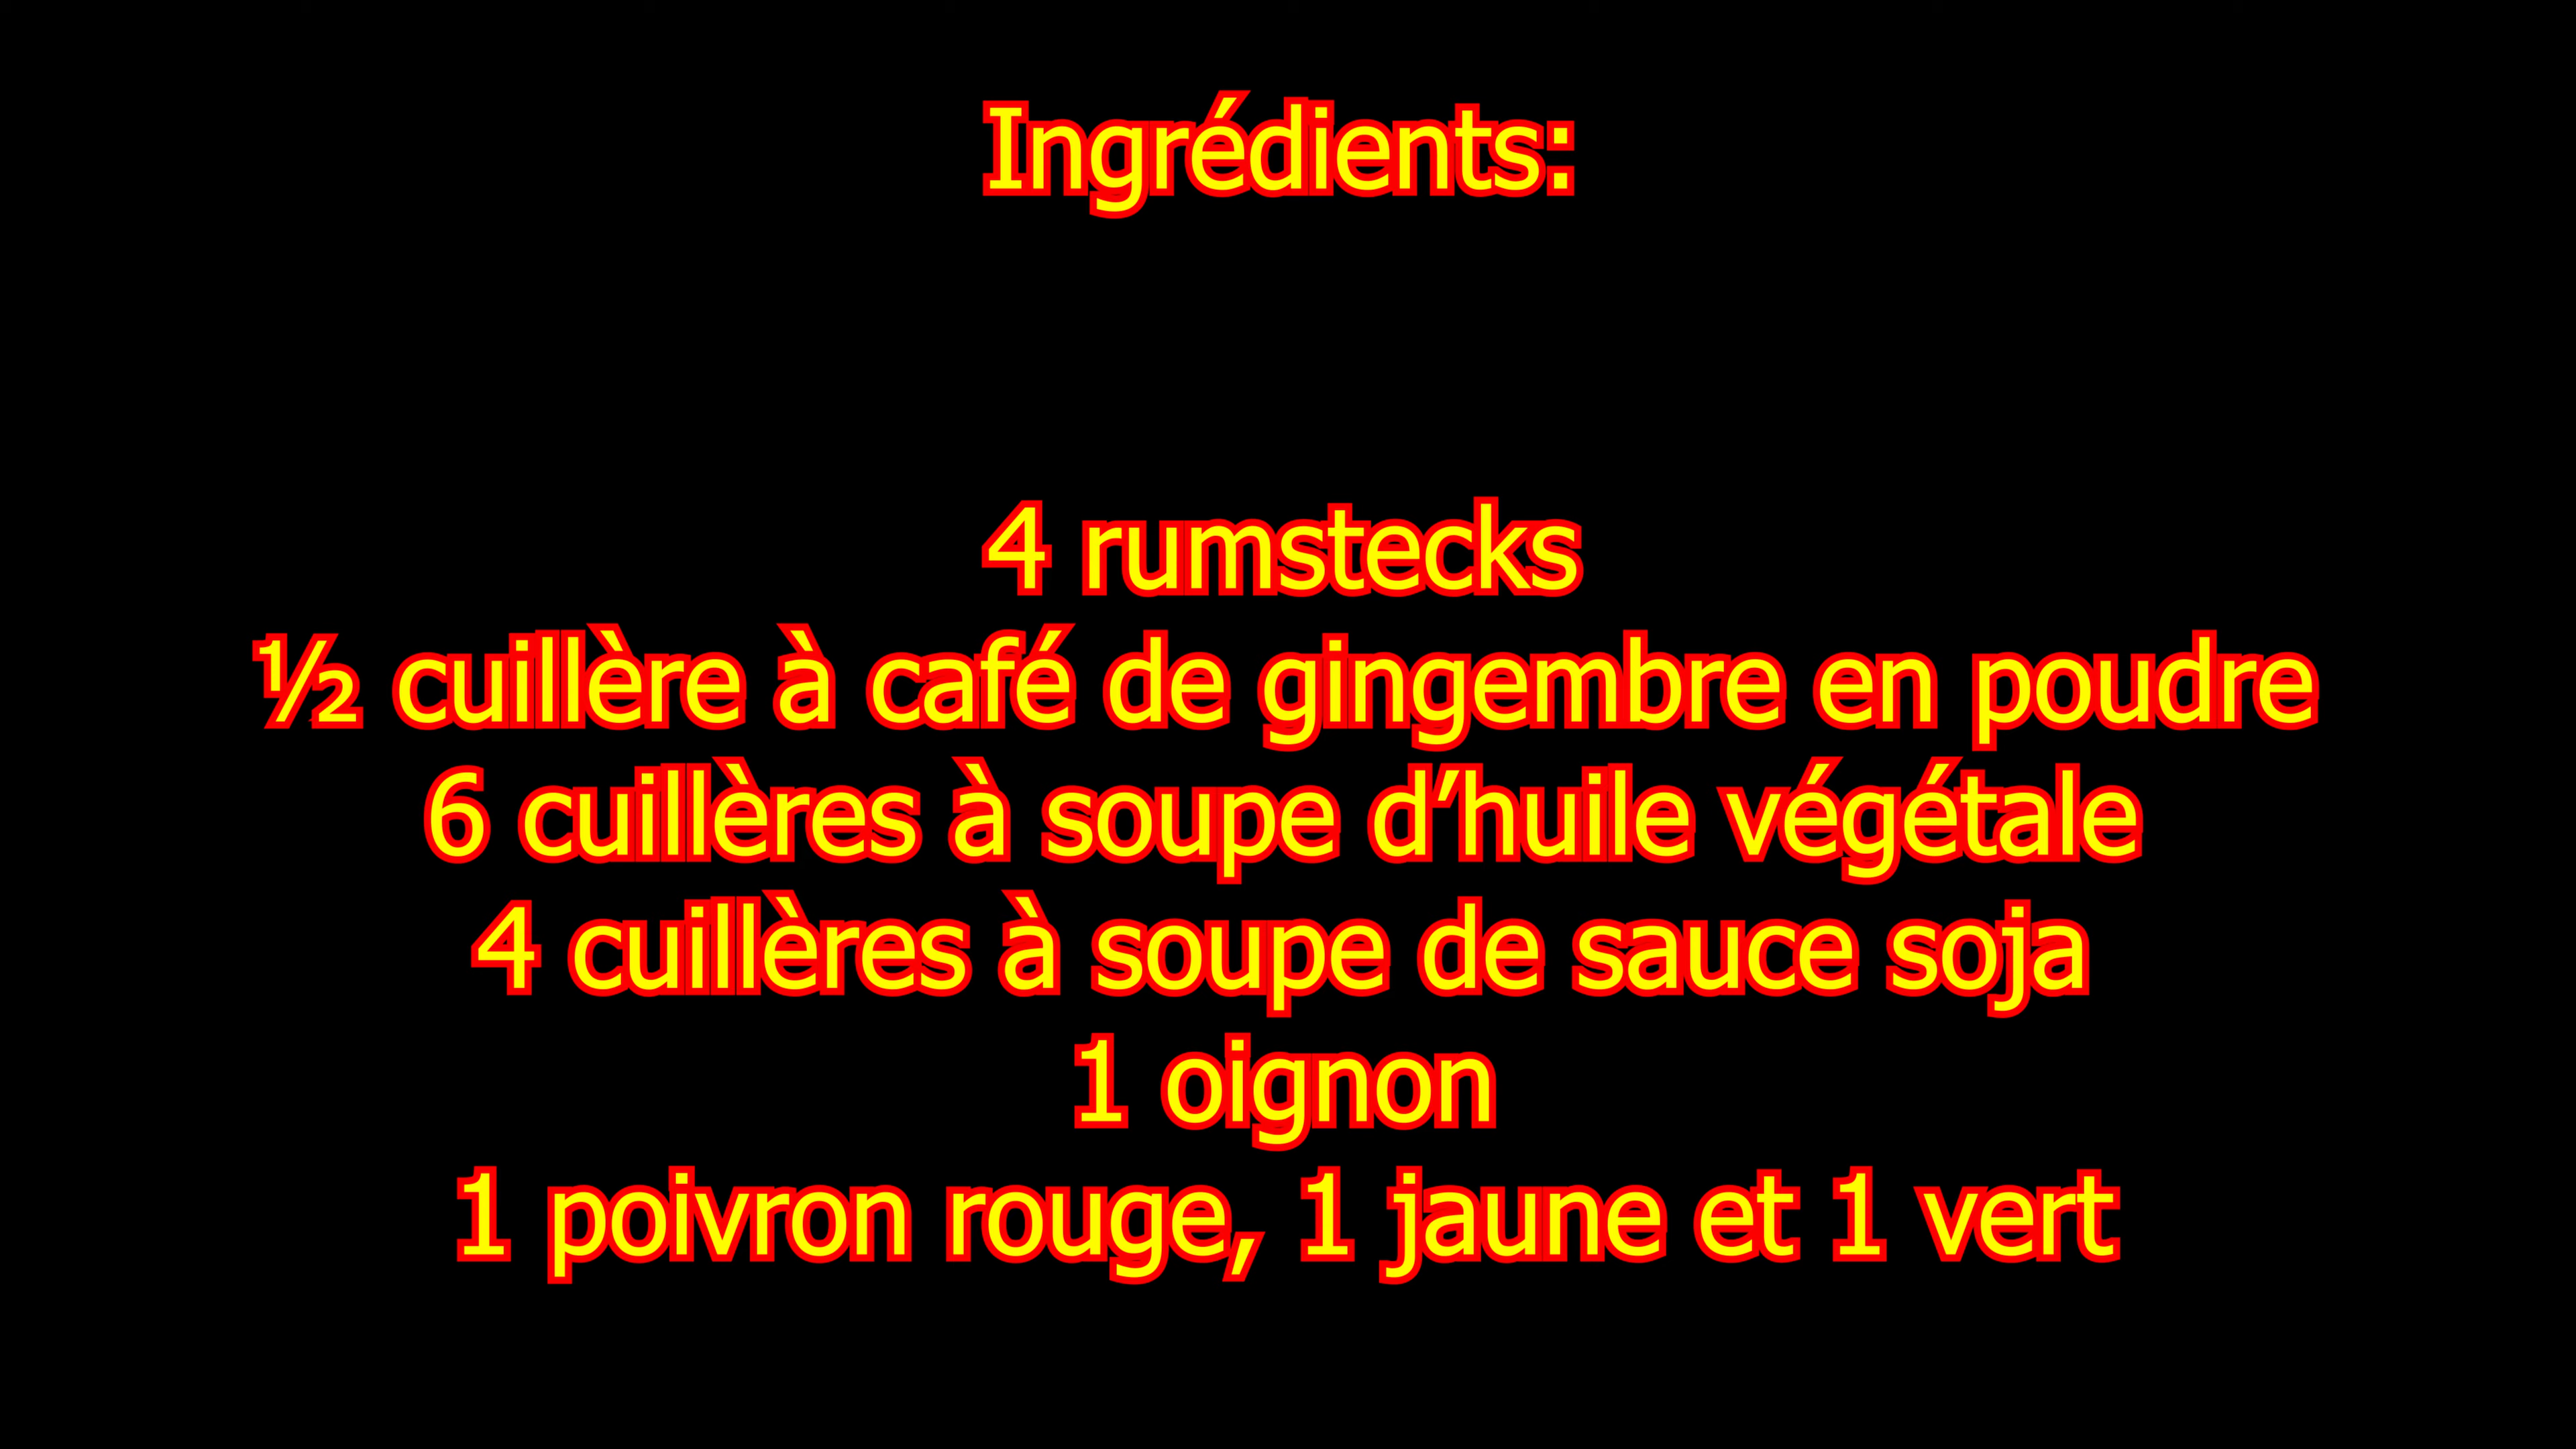 Ingrédients:
4 rumstecks
½ cuillère à café de gingembre en poudre
6 cuillères à soupe d’huile végétale
4 cuillères à soupe de sauce soja
1 oignon
1 poivron rouge, 1 jaune et 1 vert